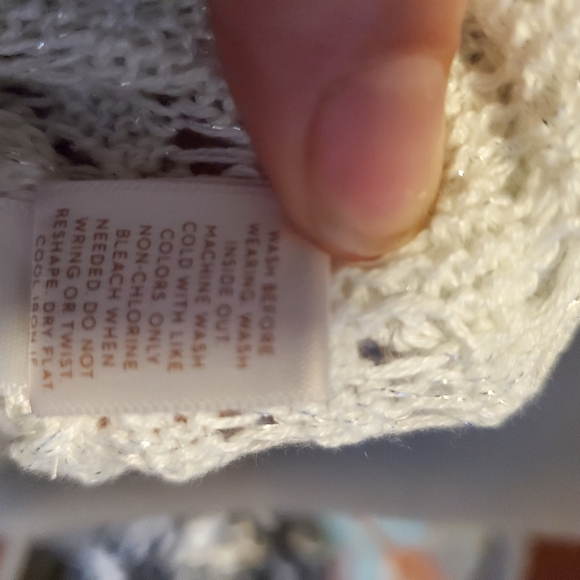 WASH BEFORE
WEARING WASH
INSIDE OUT.
MACHINE WASH
COLD WITH LIKE
COLORS ONLY
NON-CHLORINE
BLEACH WHEN
NEEDED. DO NOT
WRING OR TWIST.
RESHAPE. DRY FLAT
COOL IRON IF